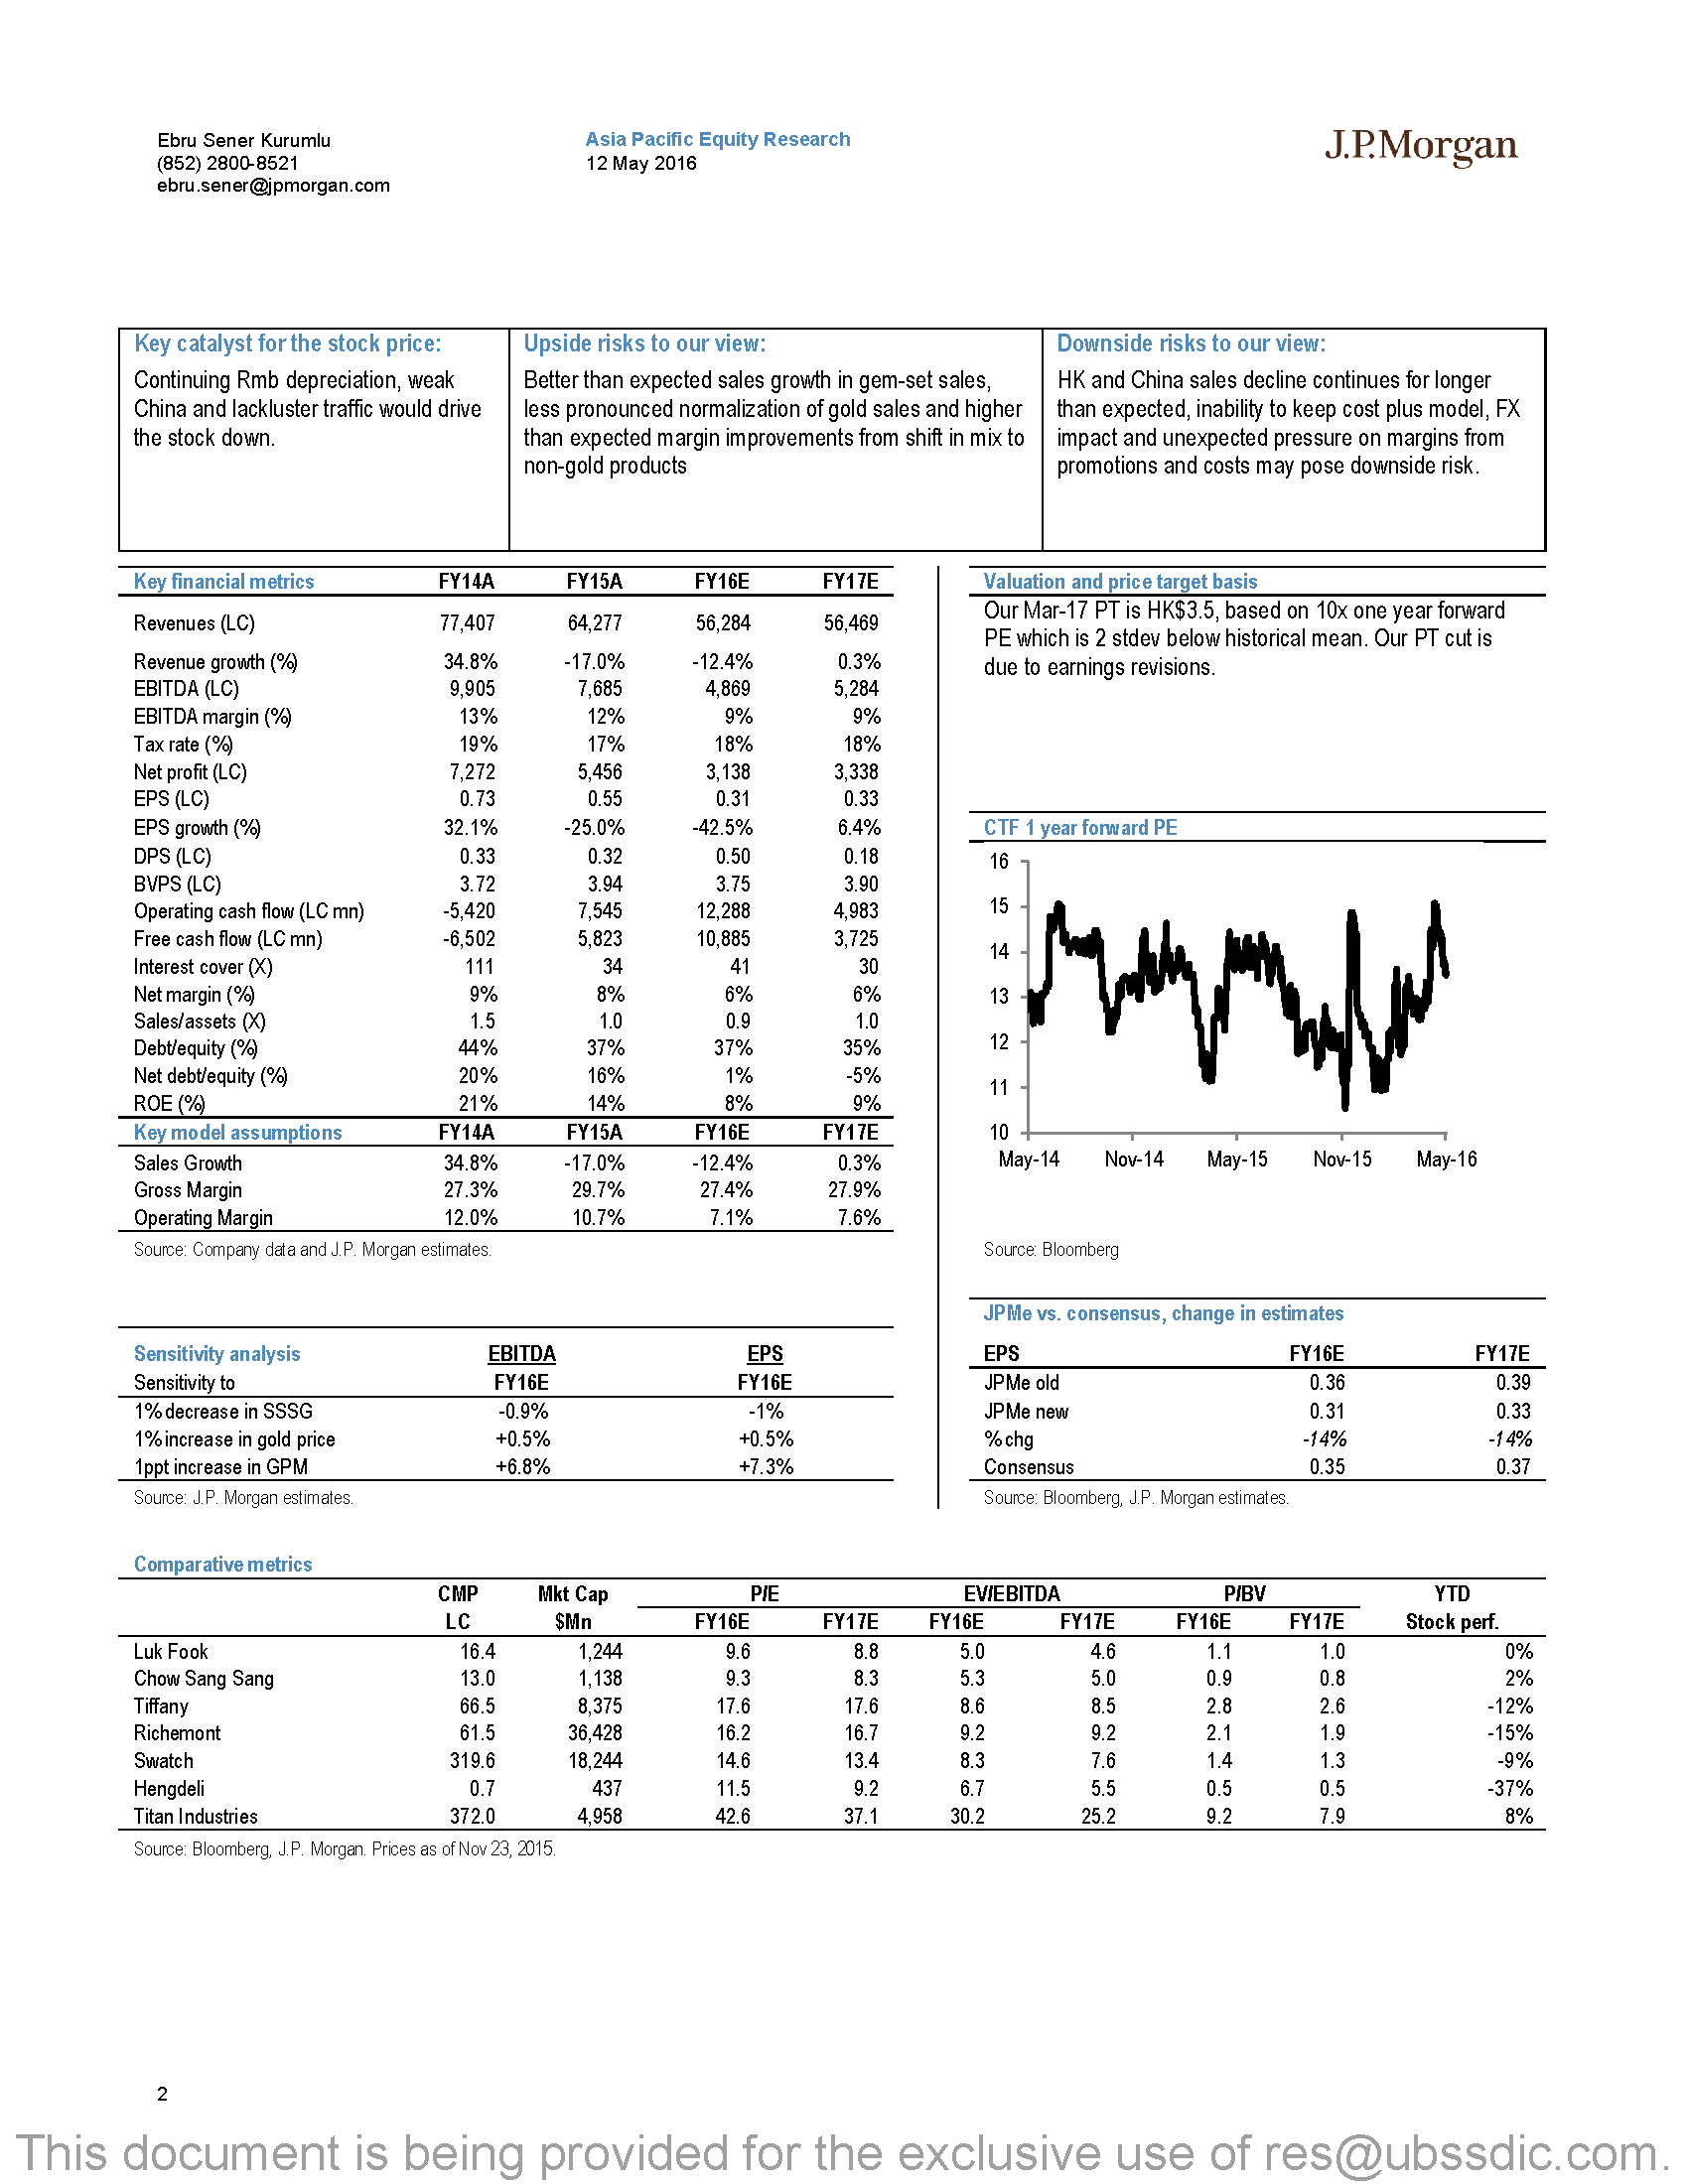 Ebru Sener Kurumlu
(852) 2800-8521
ebru.sener@jpmorgan.com
Asia Pacific Equity Research
12 May 2016
J.P.Morgan
Key catalyst for the stock price:
Continuing Rmb depreciation, weak
China and lackluster traffic would drive
the stock down.
Upside risks to our view:
Better than expected sales growth in gem-set sales,
less pronounced normalization of gold sales and higher
than expected margin improvements from shift in mix to
non-gold products
Downside risks to our view:
HK and China sales decline continues for longer
than expected, inability to keep cost plus model, FX
impact and unexpected pressure on margins from
promotions and costs may pose downside risk.
Key financial metrics FY14A FY15A FY16E FY17E
Revenues (LC) 77,407 64,277 56,284 56,469
Revenue growth (%) 34.8% -17.0% -12.4% 0.3%
EBITDA (LC) 9,905 7,685 4,869 5,284
EBITDA margin (%) 13% 12% 9% 9%
Tax rate (%) 19% 17% 18% 18%
Net profit (LC) 7,272 5,456 3,138 3,338
EPS (LC) 0.73 0.55 0.31 0.33
EPS growth (%) 32.1% -25.0% -42.5% 6.4%
DPS (LC) 0.33 0.32 0.50 0.18
BVPS (LC) 3.72 3.94 3.75 3.90
Operating cash flow (LC mn) -5,420 7,545 12,288 4,983
Free cash flow (LC mn) -6,502 5,823 10,885 3,725
Interest cover (X) 111 34 41 30
Net margin (%) 9% 8% 6% 6%
Sales/assets (X) 1.5 1.0 0.9 1.0
Debt/equity (%) 44% 37% 37% 35%
Net debt/equity (%) 20% 16% 1% -5%
ROE (%) 21% 14% 8% 9%
Key model assumptions FY14A FY15A FY16E FY17E
Sales Growth 34.8% -17.0% -12.4% 0.3%
Gross Margin 27.3% 29.7% 27.4% 27.9%
Operating Margin 12.0% 10.7% 7.1% 7.6%
Source: Company data and J.P. Morgan estimates.
Valuation and price target basis
Our Mar-17 PT is HK$3.5, based on 10x one year forward
PE which is 2 stdev below historical mean. Our PT cut is
due to earnings revisions.
CTF 1 year forward PE
16
15
14
13
12
11
10
May-14 Nov-14 May-15 Nov-15 May-16
Source: Bloomberg
Sensitivity analysis EBITDA EPS
Sensitivity to FY16E FY16E
1% decrease in SSSG -0.9% -1%
1% increase in gold price +0.5% +0.5%
1ppt increase in GPM +6.8% +7.3%
Source: J.P. Morgan estimates.
JPMe vs. consensus, change in estimates
EPS FY16E FY17E
JPMe old 0.36 0.39
JPMe new 0.31 0.33
% chg -14% -14%
Consensus 0.35 0.37
Source: Bloomberg, J.P. Morgan estimates.
Comparative metrics
CMP Mkt Cap P/E EV/EBITDA P/BV YTD
LC $Mn FY16E FY17E FY16E FY17E FY16E FY17E Stock perf.
Luk Fook 16.4 1,244 9.6 8.8 5.0 4.6 1.1 1.0 0%
Chow Sang Sang 13.0 1,138 9.3 8.3 5.3 5.0 0.9 0.8 2%
Tiffany 66.5 8,375 17.6 17.6 8.6 8.5 2.8 2.6 -12%
Richemont 61.5 36,428 16.2 16.7 9.2 9.2 2.1 1.9 -15%
Swatch 319.6 18,244 14.6 13.4 8.3 7.6 1.4 1.3 -9%
Hengdeli 0.7 437 11.5 9.2 6.7 5.5 0.5 0.5 -37%
Titan Industries 372.0 4,958 42.6 37.1 30.2 25.2 9.2 7.9 8%
Source: Bloomberg, J.P. Morgan. Prices as of Nov 23, 2015.
2
This document is being provided for the exclusive use of res@ubssdic.com.